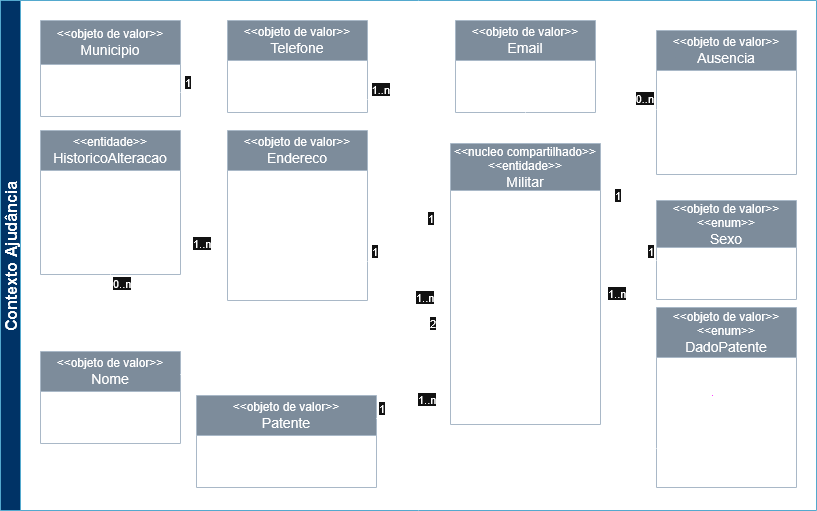 Contexto Ajudância
<<objeto de valor>>
Municipio
1
<<objeto de valor>>
Telefone
1..n
<<objeto de valor>>
Email
<<objeto de valor>>
Ausencia
0..n
<<entidade>>
HistoricoAlteracao
0..n
1..n
<<objeto de valor>>
Endereco
1
<<nucleo compartilhado>>
<<entidade>>
Militar
1
1..n
2
1..n
1
1..n
<<objeto de valor>>
<<enum>>
Sexo
1
<<objeto de valor>>
<<enum>>
DadoPatente
<<objeto de valor>>
Nome
<<objeto de valor>>
Patente
1